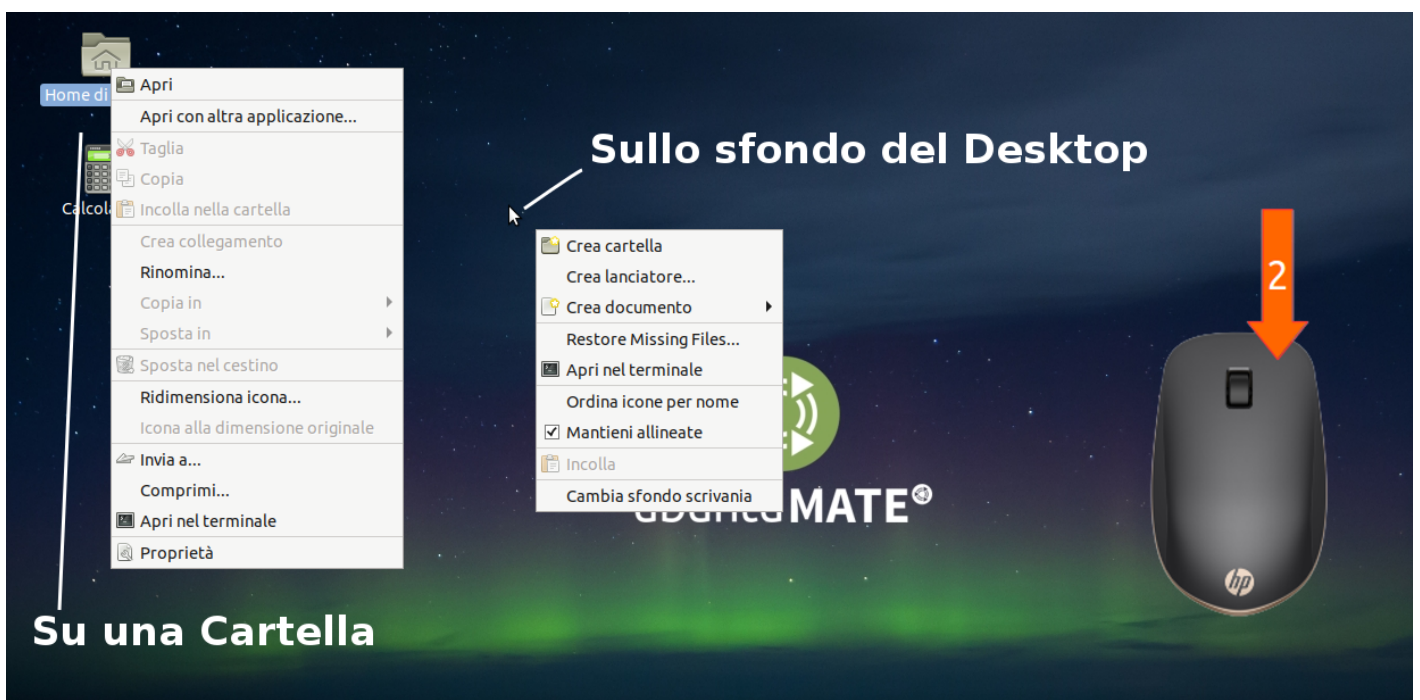 Home di
Calcola
Apri
Apri con altra applicazione...
Taglia
Copia
Incolla nella cartella
Crea collegamento
Rinomina...
Copia in
Sposta in
Sposta nel cestino
Ridimensiona icona...
Icona alla dimensione originale
Invia a...
Comprimi...
Apri nel terminale
Proprietà
Su una Cartella
Sullo sfondo del Desktop
Crea cartella
Crea lanciatore...
Crea documento
Restore Missing Files...
Apri nel terminale
Ordina icone per nome
Mantieni allineate
Incolla
Cambia sfondo scrivania
MATE®
2
hp